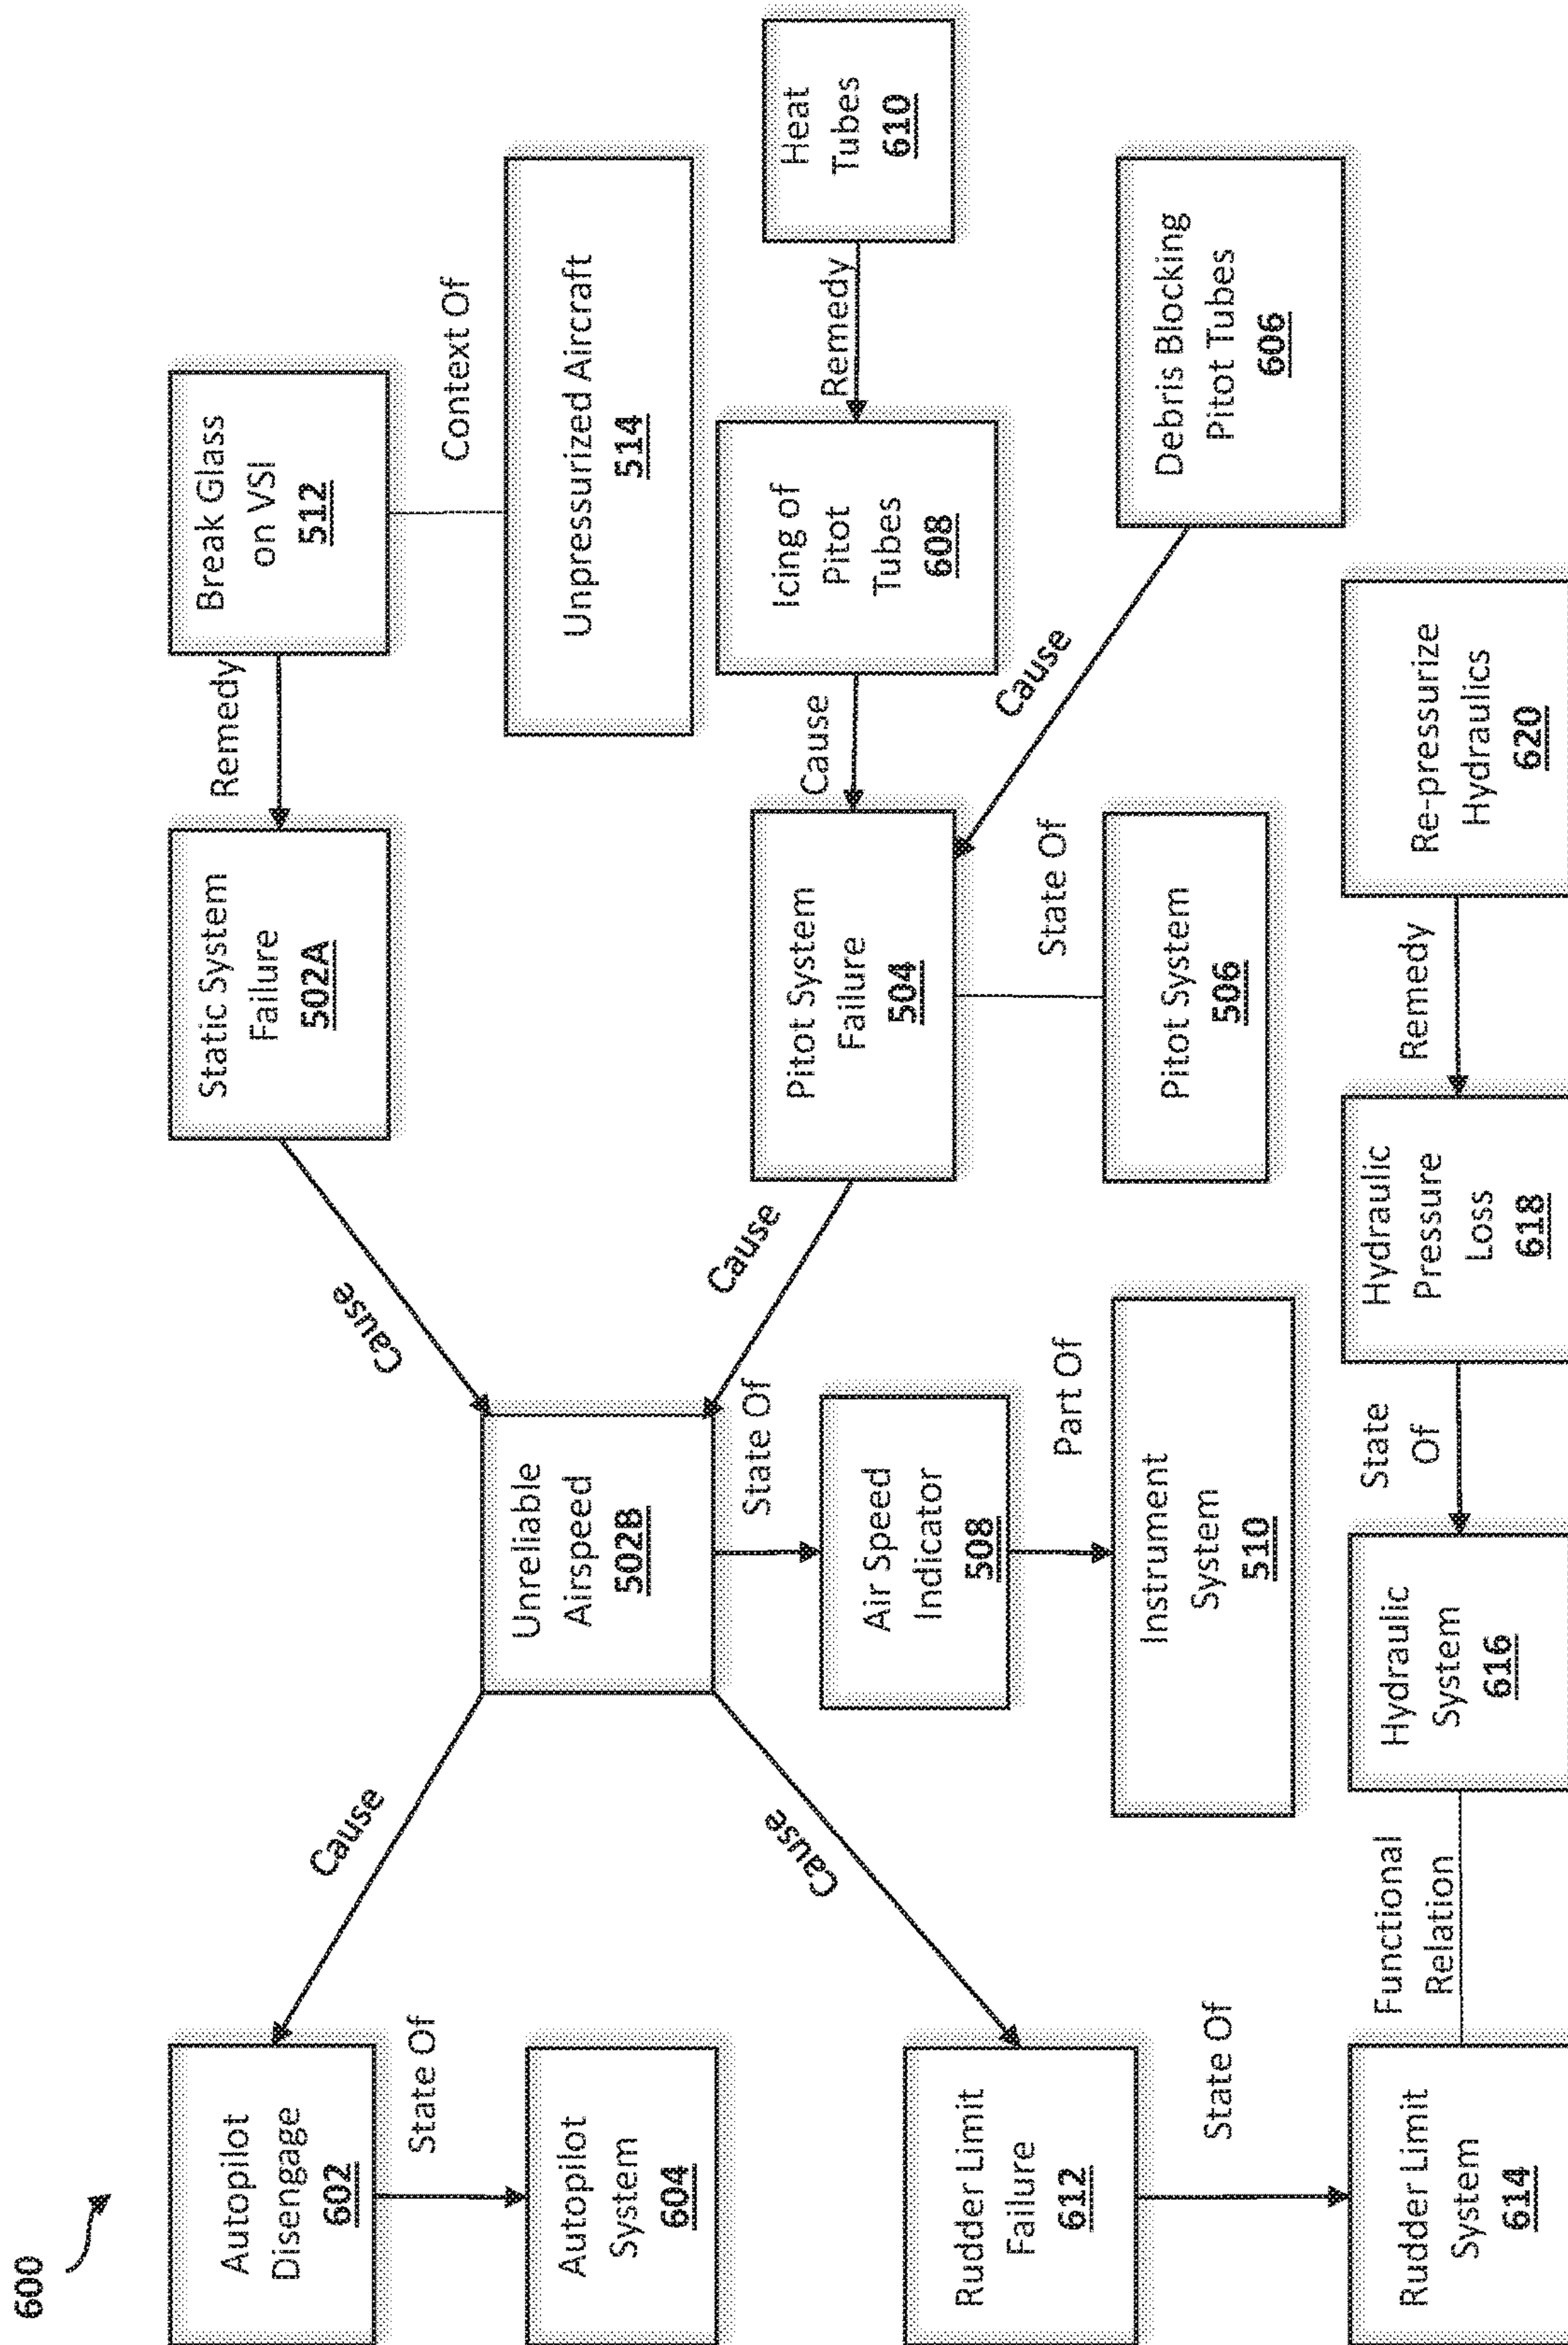 600
Autopilot
Disengage
602
State Of
Autopilot
System
604
Cause
Cause
Rudder Limit
Failure
612
State Of
Rudder Limit
System
614
Functional
Relation
Unreliable
Airspeed
502B
State Of
Air Speed
Indicator
508
Part Of
Instrument
System
510
Hydraulic
System
616
State
Of
Hydraulic
Pressure
Loss
618
Remedy
Re-pressurize
Hydraulics
620
Cause
Static System
Failure
502A
Remedy
Break Glass
on VSI
512
Context Of
Unpressurized Aircraft
514
Cause
Pitot System
Failure
504
State Of
Pitot System
506
Cause
Icing of
Pitot
Tubes
608
Remedy
Heat
Tubes
610
Cause
Debris Blocking
Pitot Tubes
606